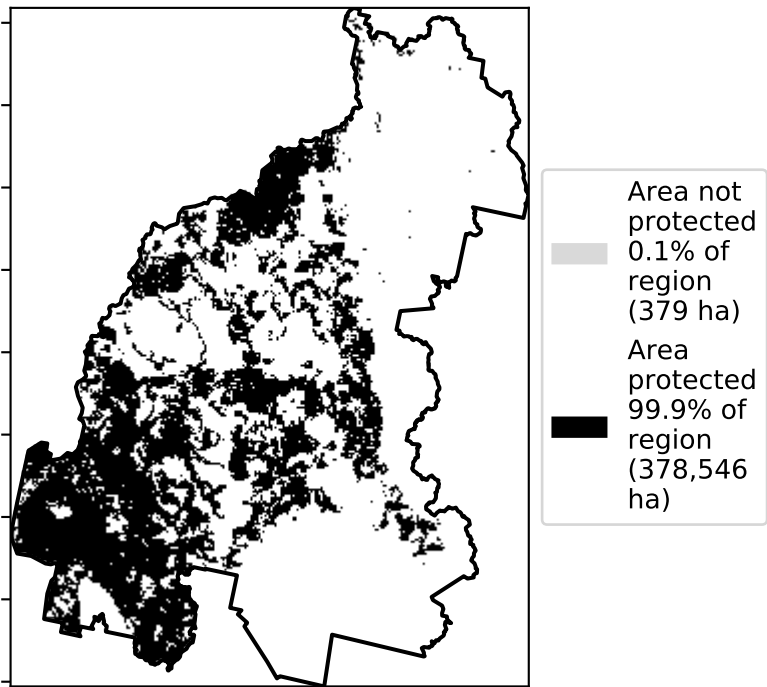 Area not
protected
0.1% of
region
(379 ha)
Area
protected
99.9% of
region
(378,546
ha)